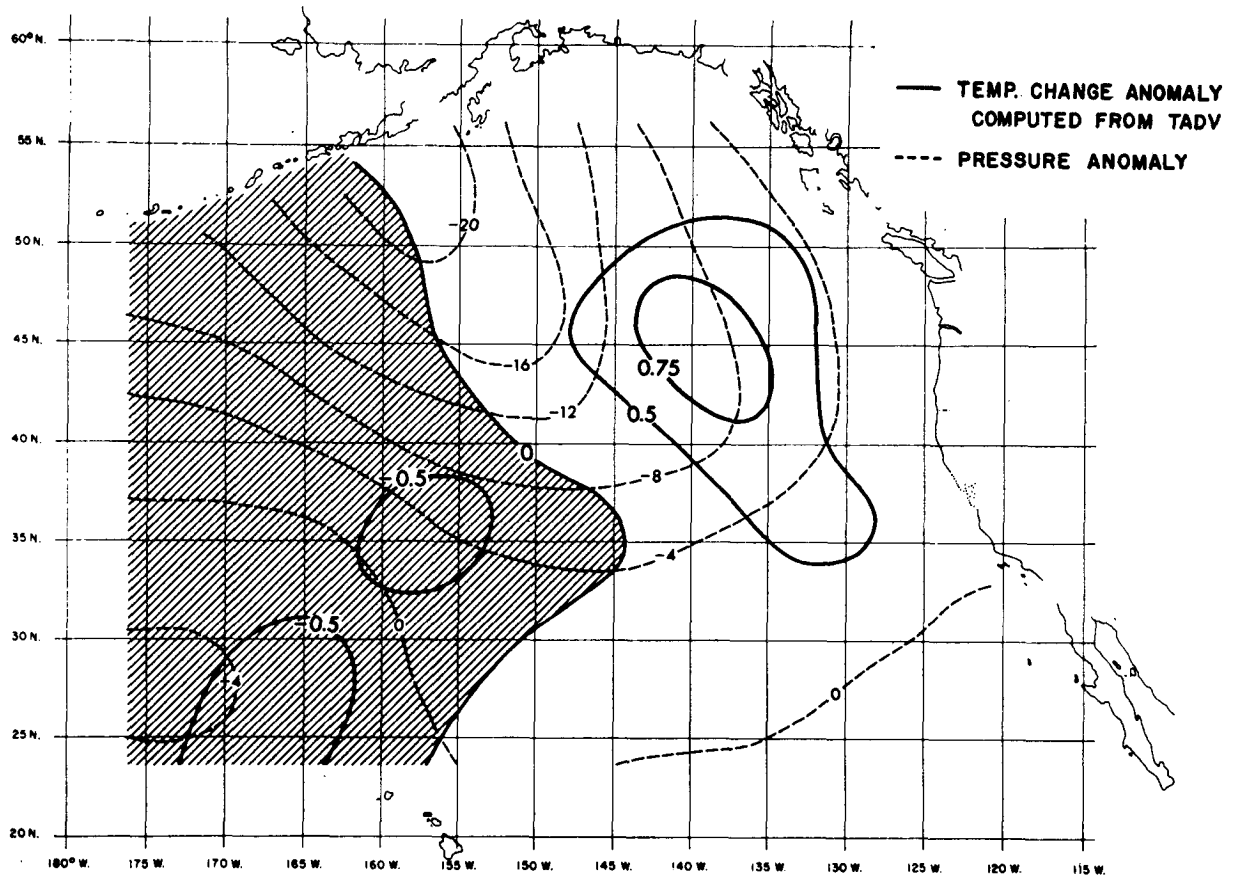 60° N.
TEMP. CHANGE ANOMALY
COMPUTED FROM TADV
PRESSURE ANOMALY
55 N.
50 N.
-20
45 N.
-16
0.75
-12
0.5
40 N.
0
-0.5
-8
35 N.
-4
30 N.
-0.5
0
-4
0
25 N.
20 N.
180° W. 175 W. 170 W. 165 W. 160 W. 155 W. 150 W. 145 W. 140 W. 135 W. 130 W. 125 W. 120 W. 115 W.